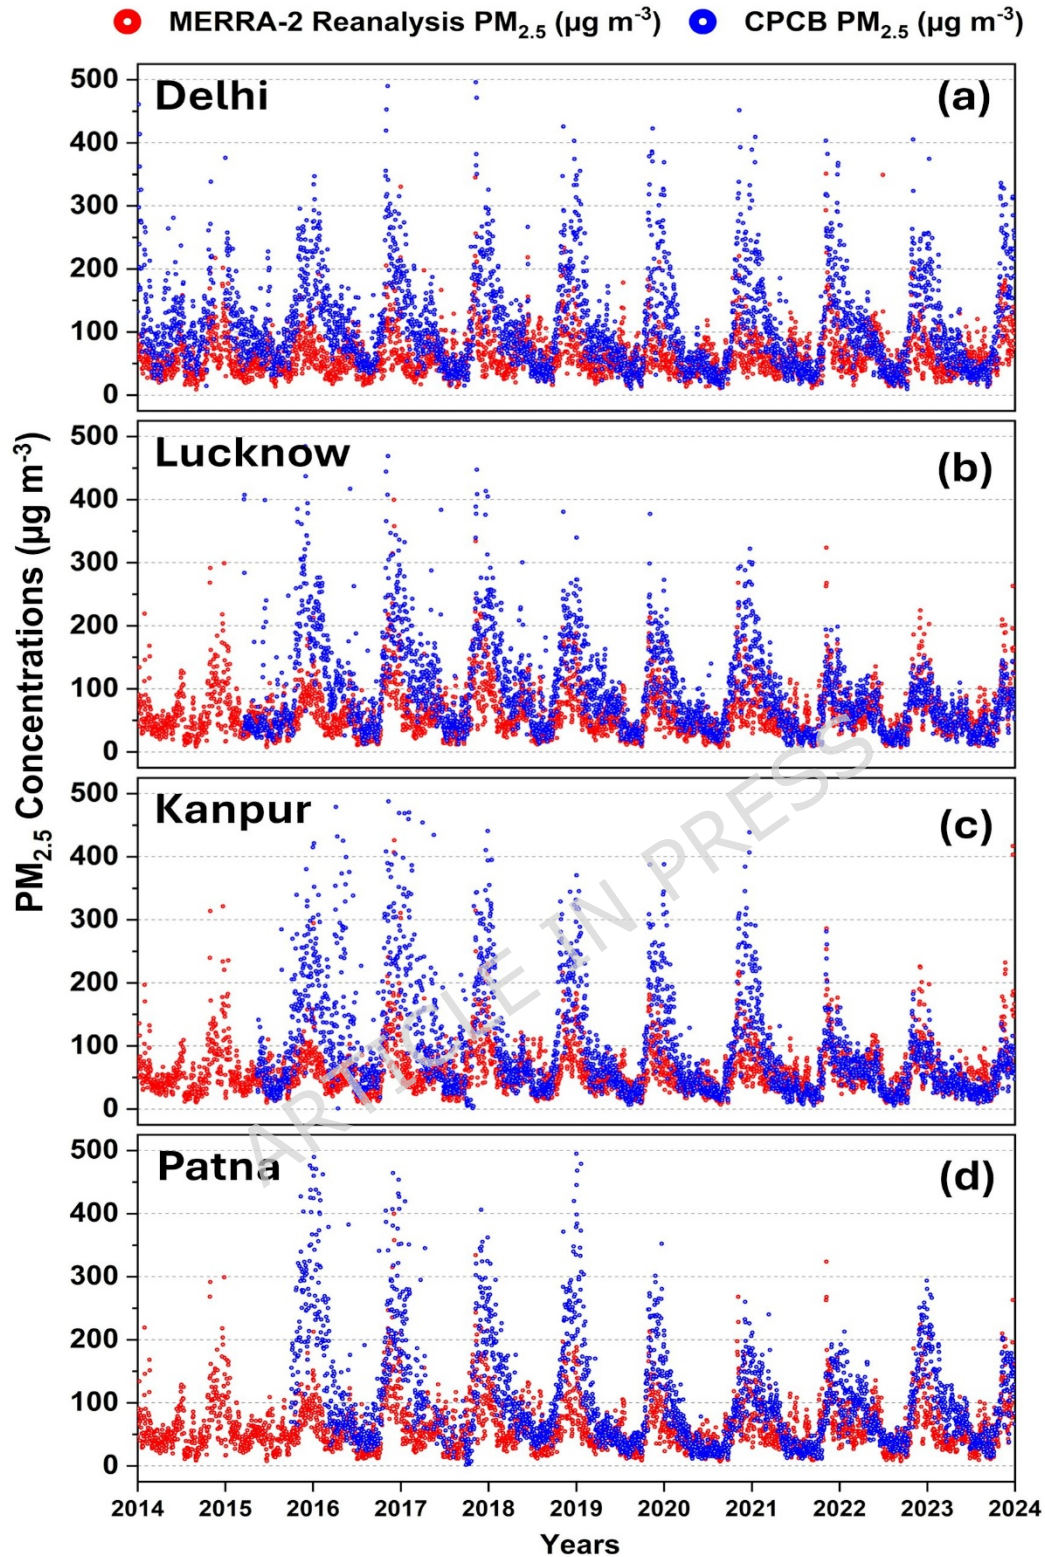 MERRA-2 Reanalysis PM2.5 (μg m-3) CPCB PM2.5 (μg m-3)
PM2.5 Concentrations (μg m-3)
Delhi (a)
500
400
300
200
100
0
Lucknow (b)
500
400
300
200
100
0
Kanpur (c)
500
400
300
200
100
0
Patna (d)
500
400
300
200
100
0
2014 2015 2016 2017 2018 2019 2020 2021 2022 2023 2024
Years
ARTICLE IN PRESS